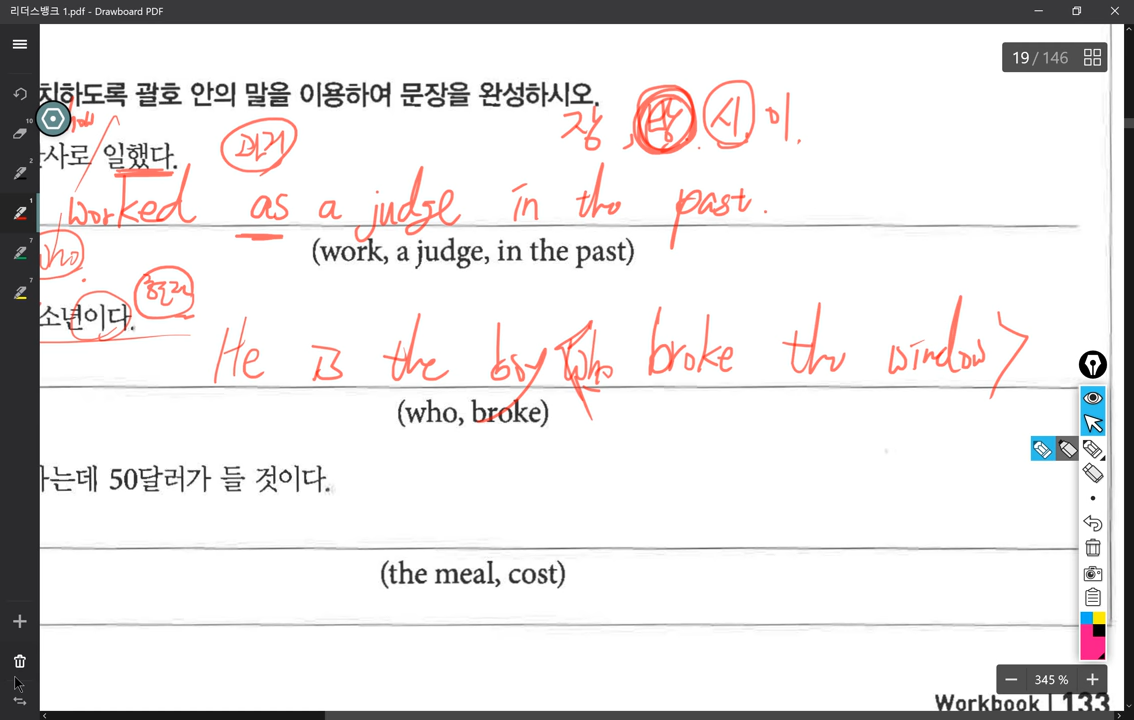 리더스뱅크 1.pdf - Drawboard PDF
19 / 146
치하도록 괄호 안의 말을 이용하여 문장을 완성하시오.
장, 방, 시, 이.
사로 일했다.
과거
worked as a judge in the past.
(work, a judge, in the past)
who
현재
소년이다.
He is the boy who broke the window
(who, broke)
하는데 50달러가 들 것이다.
(the meal, cost)
345 %
Workbook | 133